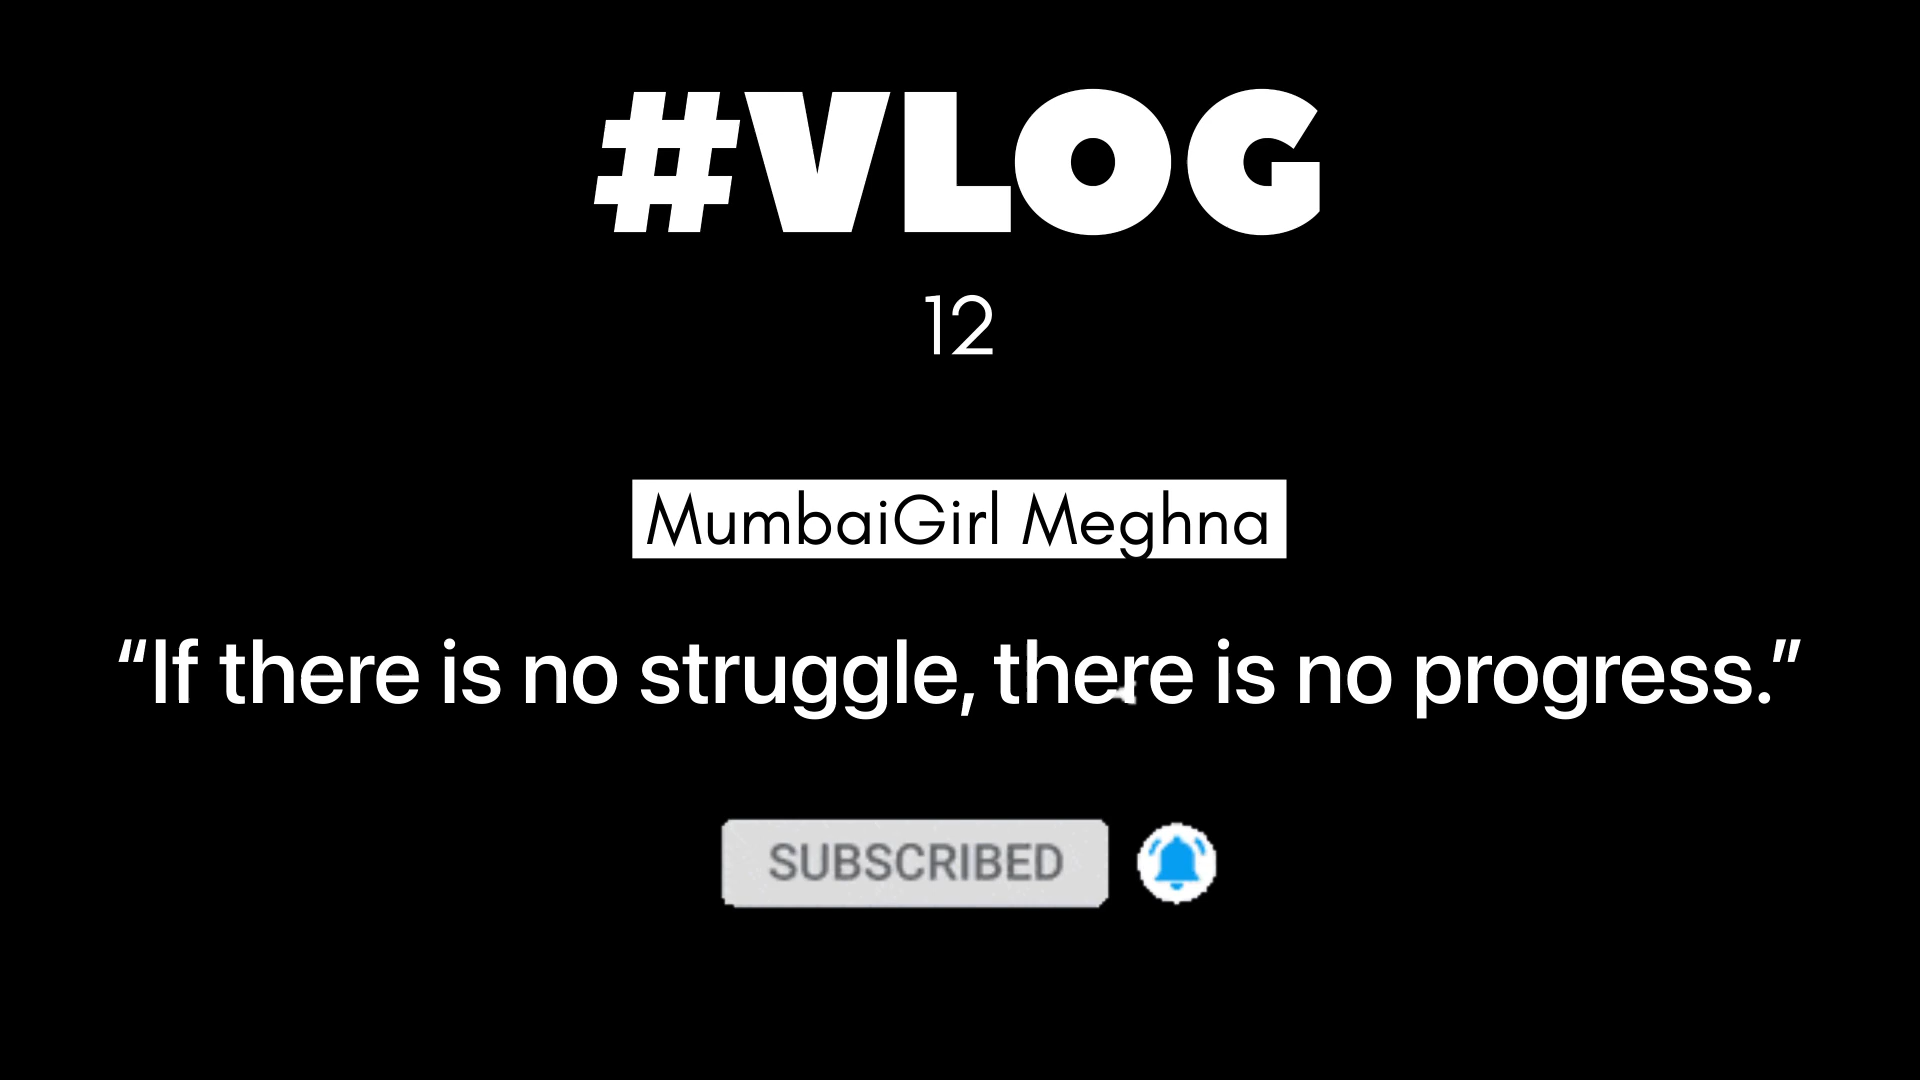 #VLOG
12
MumbaiGirl Meghna
“If there is no struggle, there is no progress.”
SUBSCRIBED